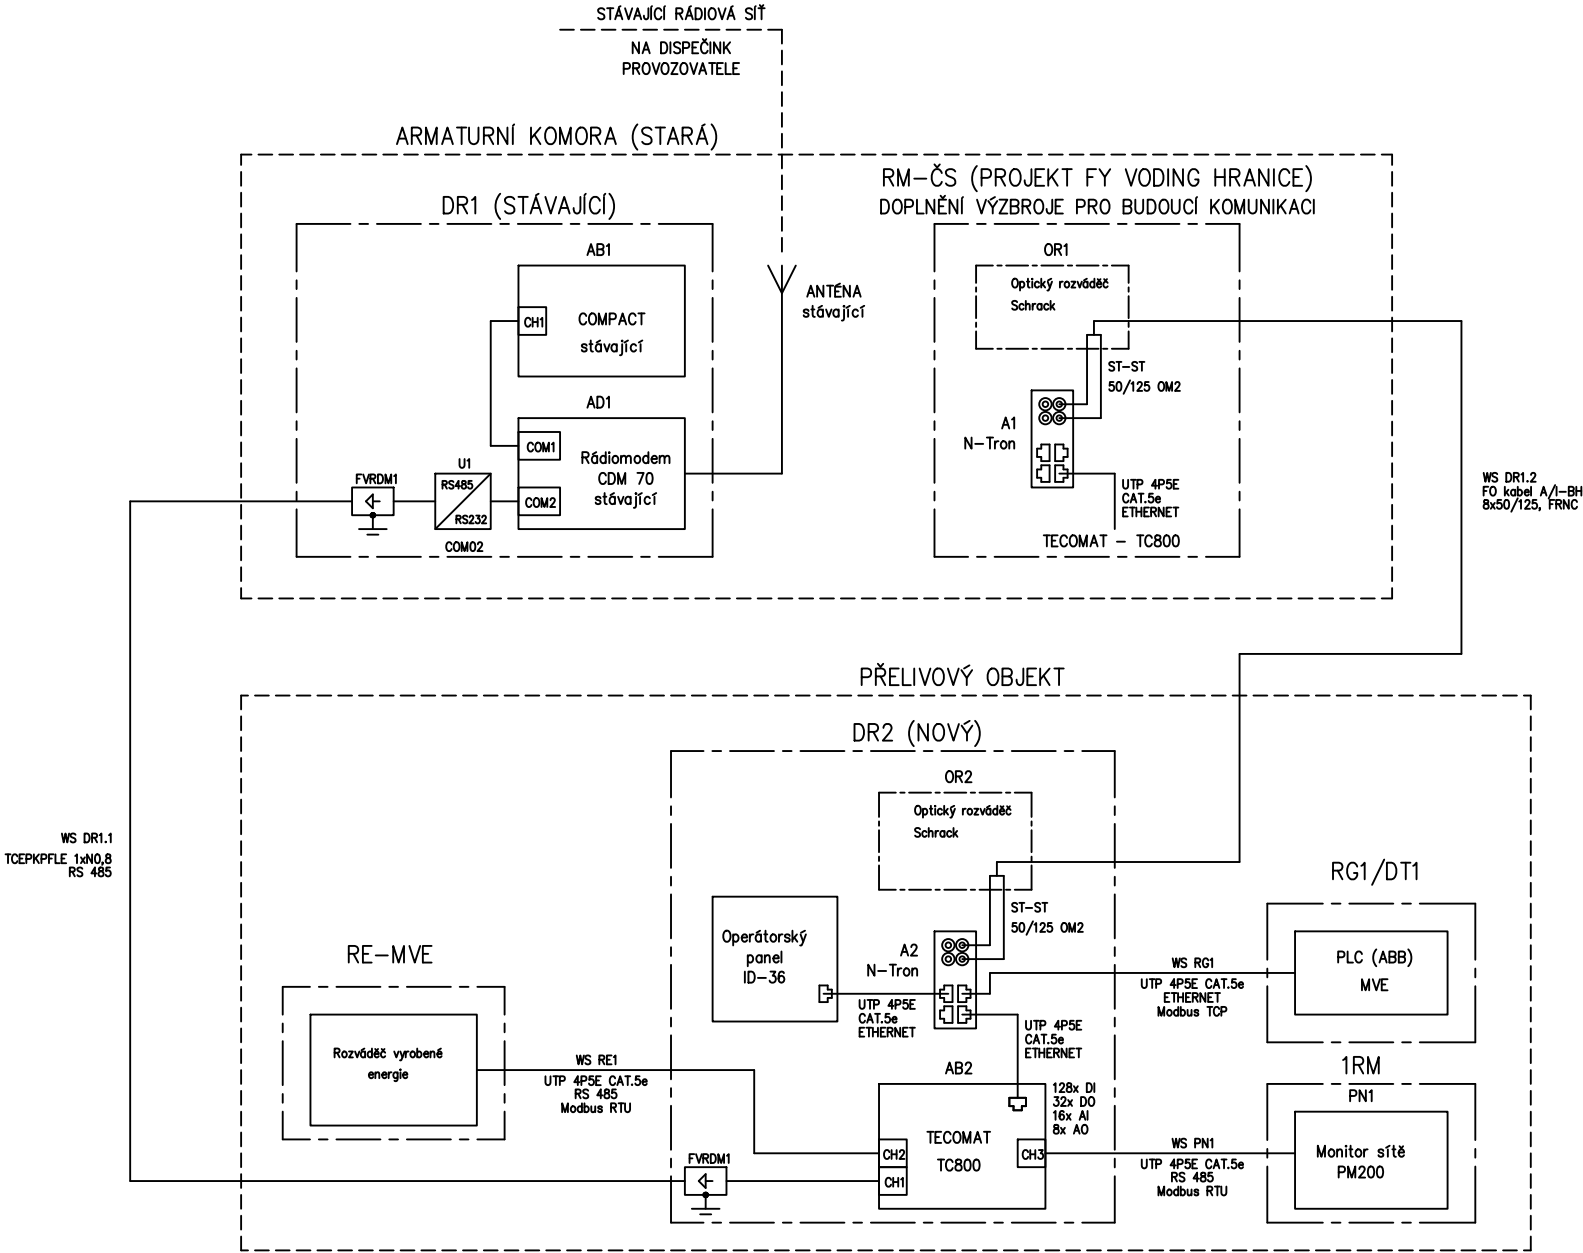 STÁVAJÍCÍ RÁDIOVÁ SÍŤ
NA DISPEČINK
PROVOZOVATELE
ARMATURNÍ KOMORA (STARÁ)
DR1 (STÁVAJÍCÍ)
AB1
CH1
COMPACT
stávající
AD1
COM1
Rádiomodem
CDM 70
stávající
COM2
U1
RS485
RS232
COM02
FVRDM1
ANTÉNA
stávající
RM-ČS (PROJEKT FY VODING HRANICE)
DOPLNĚNÍ VÝZBROJE PRO BUDOUCÍ KOMUNIKACI
OR1
Optický rozváděč
Schrack
ST-ST
50/125 OM2
A1
N-Tron
UTP 4P5E
CAT.5e
ETHERNET
TECOMAT - TC800
WS DR1.2
FO kabel A/I-BH
8x50/125, FRNC
PŘELIVOVÝ OBJEKT
DR2 (NOVÝ)
OR2
Optický rozváděč
Schrack
ST-ST
50/125 OM2
WS DR1.1
TCEPKPFLE 1xN0,8
RS 485
Operátorský
panel
ID-36
A2
N-Tron
UTP 4P5E
CAT.5e
ETHERNET
UTP 4P5E
CAT.5e
ETHERNET
WS RG1
UTP 4P5E CAT.5e
ETHERNET
Modbus TCP
RG1/DT1
PLC (ABB)
MVE
RE-MVE
Rozváděč vyrobené
energie
WS RE1
UTP 4P5E CAT.5e
RS 485
Modbus RTU
AB2
128x DI
32x DO
16x AI
8x AO
TECOMAT
TC800
CH2
CH1
CH3
FVRDM1
WS PN1
UTP 4P5E CAT.5e
RS 485
Modbus RTU
1RM
PN1
Monitor sítě
PM200